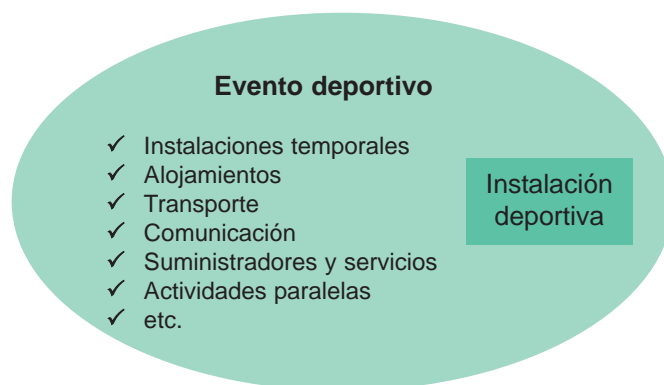 Evento deportivo
✓ Instalaciones temporales
✓ Alojamientos
✓ Transporte
✓ Comunicación
✓ Suministradores y servicios
✓ Actividades paralelas
✓ etc.
Instalación
deportiva